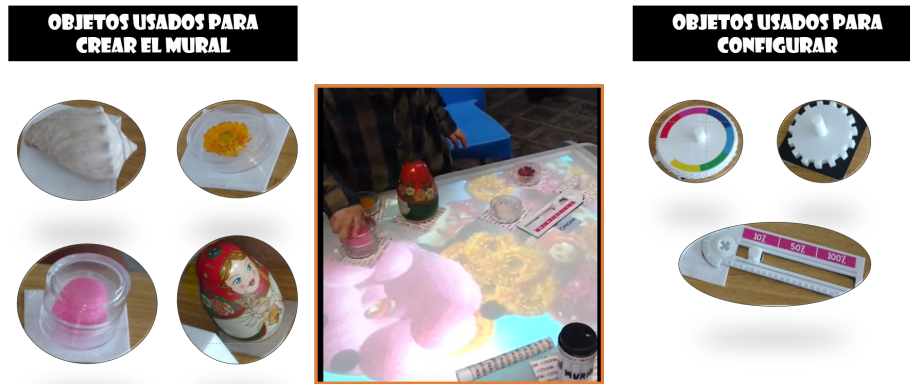 OBJETOS USADOS PARA
CREAR EL MURAL
OBJETOS USADOS PARA
CONFIGURAR
10% 50% 100%